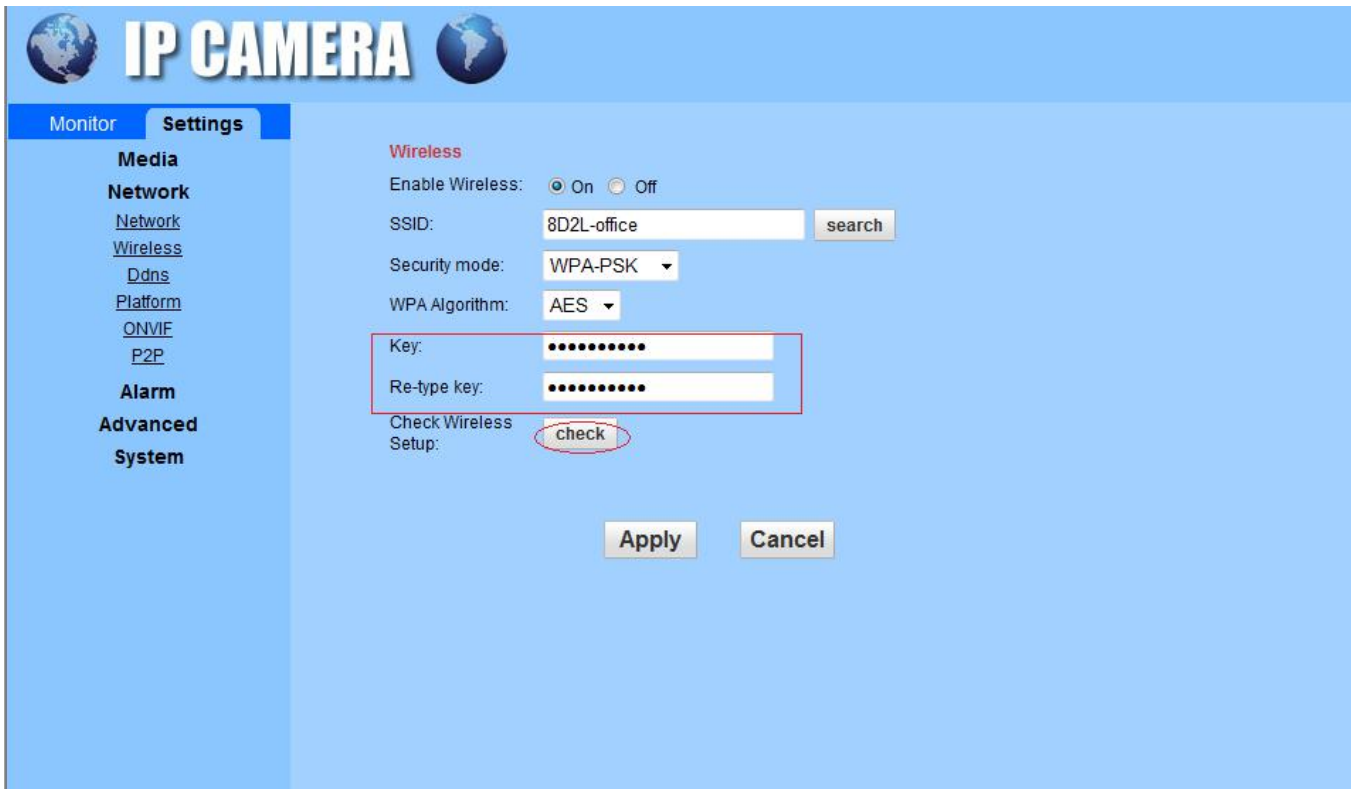 IP CAMERA
Monitor Settings
Media
Network
Network
Wireless
Ddns
Platform
ONVIF
P2P
Alarm
Advanced
System
Wireless
Enable Wireless: On Off
SSID: 8D2L-office search
Security mode: WPA-PSK
WPA Algorithm: AES
Key: ••••••••••
Re-type key: ••••••••••
Check Wireless
Setup: check
Apply Cancel